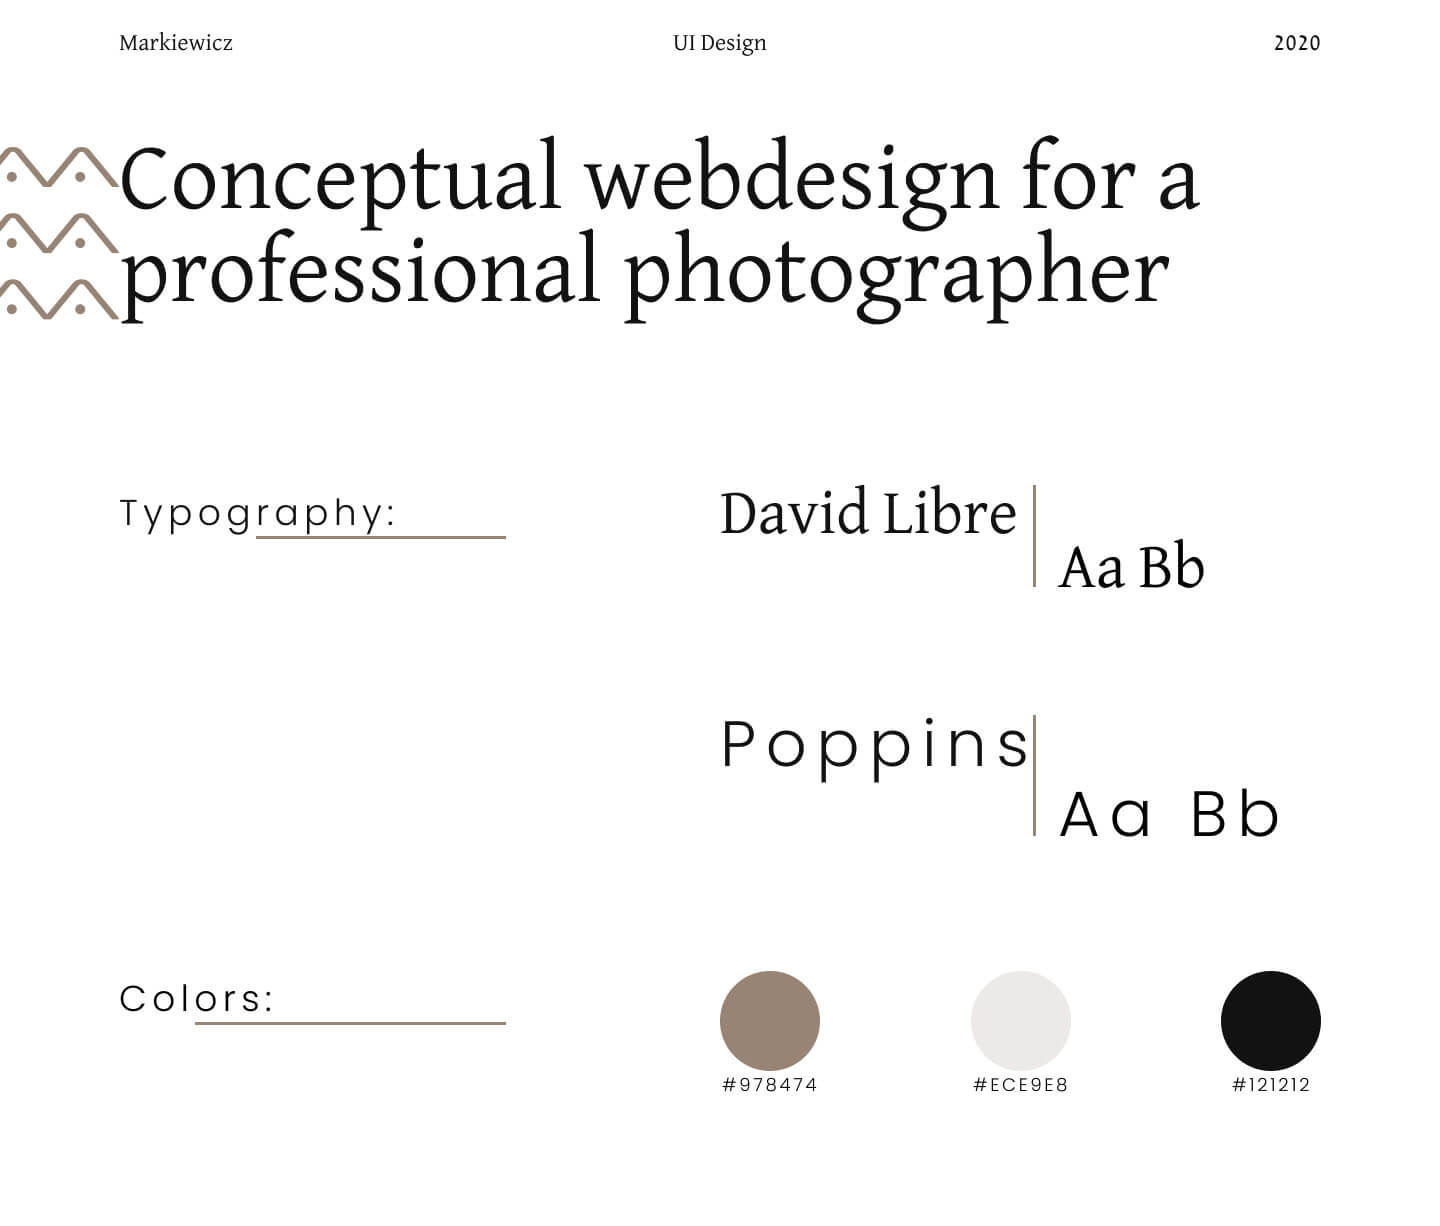 Markiewicz
UI Design
2020
Conceptual webdesign for a
professional photographer
Typography:
David Libre
Aa Bb
Poppins
Aa Bb
Colors:
#978474
#ECE9E8
#121212